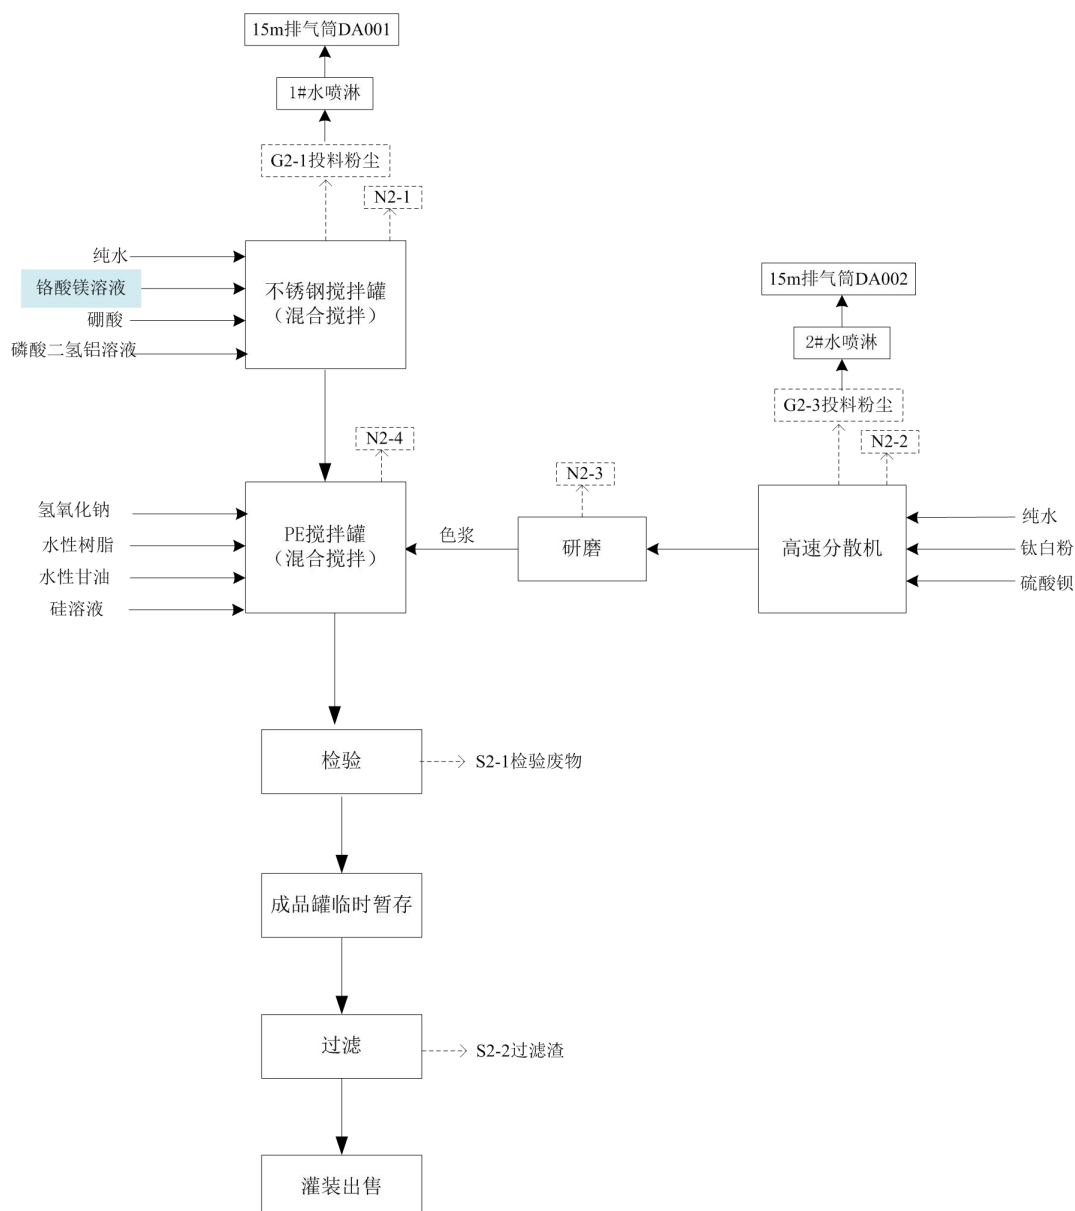 15m排气筒DA001
1#水喷淋
G2-1投料粉尘
N2-1
纯水
铬酸镁溶液
硼酸
磷酸二氢铝溶液
不锈钢搅拌罐
（混合搅拌）
15m排气筒DA002
2#水喷淋
G2-3投料粉尘
N2-2
N2-4
N2-3
氢氧化钠
水性树脂
水性甘油
硅溶液
PE搅拌罐
（混合搅拌）
色浆
研磨
高速分散机
纯水
钛白粉
硫酸钡
检验
S2-1检验废物
成品罐临时暂存
过滤
S2-2过滤渣
灌装出售